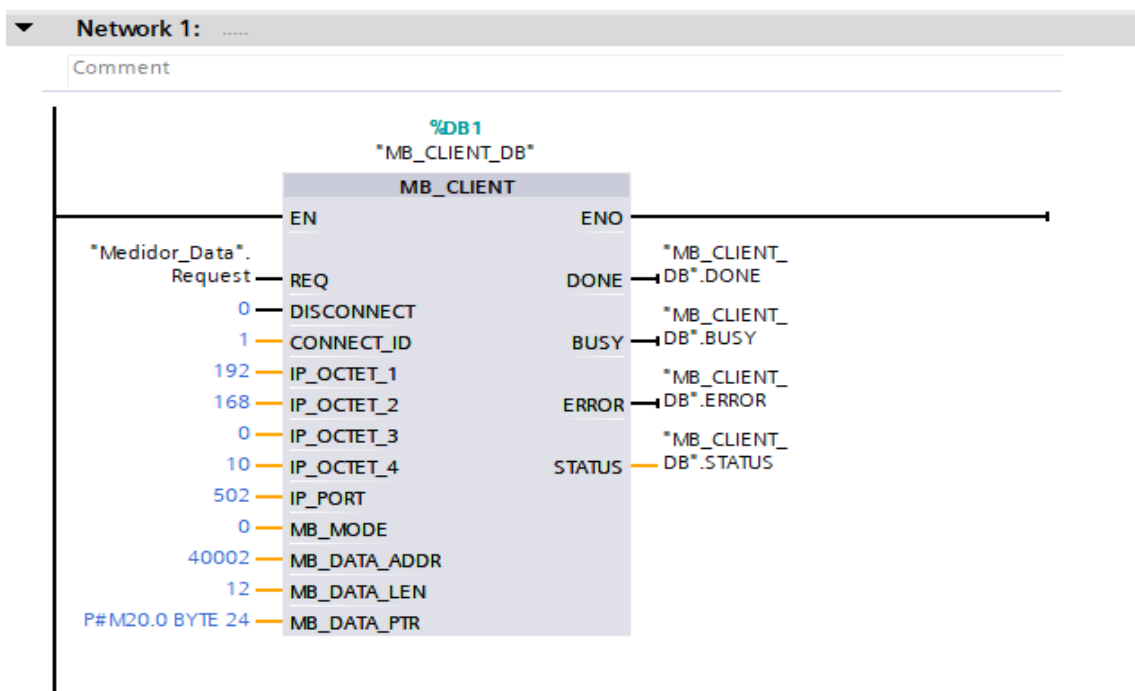 Network 1: .....
Comment
%DB1
"MB_CLIENT_DB"
MB_CLIENT
EN ENO
"Medidor_Data".
Request REQ
DONE "MB_CLIENT_
DB".DONE
0 DISCONNECT
1 CONNECT_ID
BUSY "MB_CLIENT_
DB".BUSY
192 IP_OCTET_1
168 IP_OCTET_2
ERROR "MB_CLIENT_
DB".ERROR
0 IP_OCTET_3
10 IP_OCTET_4
STATUS "MB_CLIENT_
DB".STATUS
502 IP_PORT
0 MB_MODE
40002 MB_DATA_ADDR
12 MB_DATA_LEN
P#M20.0 BYTE 24 MB_DATA_PTR